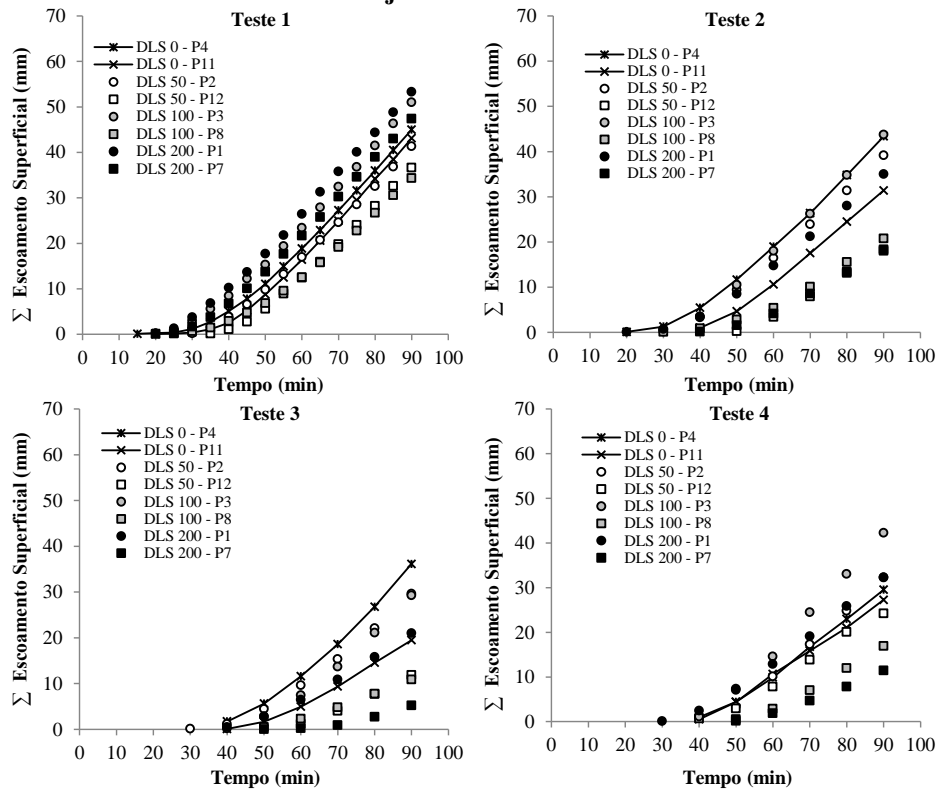 Teste 1
∑ Escoamento Superficial (mm)
70
60
50
40
30
20
10
0
DLS 0 - P4
DLS 0 - P11
DLS 50 - P2
DLS 50 - P12
DLS 100 - P3
DLS 100 - P8
DLS 200 - P1
DLS 200 - P7
0 10 20 30 40 50 60 70 80 90 100
Tempo (min)
Teste 2
∑ Escoamento Superficial (mm)
70
60
50
40
30
20
10
0
DLS 0 - P4
DLS 0 - P11
DLS 50 - P2
DLS 50 - P12
DLS 100 - P3
DLS 100 - P8
DLS 200 - P1
DLS 200 - P7
0 10 20 30 40 50 60 70 80 90 100
Tempo (min)
Teste 3
∑ Escoamento Superficial (mm)
70
60
50
40
30
20
10
0
DLS 0 - P4
DLS 0 - P11
DLS 50 - P2
DLS 50 - P12
DLS 100 - P3
DLS 100 - P8
DLS 200 - P1
DLS 200 - P7
0 10 20 30 40 50 60 70 80 90 100
Tempo (min)
Teste 4
∑ Escoamento Superficial (mm)
70
60
50
40
30
20
10
0
DLS 0 - P4
DLS 0 - P11
DLS 50 - P2
DLS 50 - P12
DLS 100 - P3
DLS 100 - P8
DLS 200 - P1
DLS 200 - P7
0 10 20 30 40 50 60 70 80 90 100
Tempo (min)